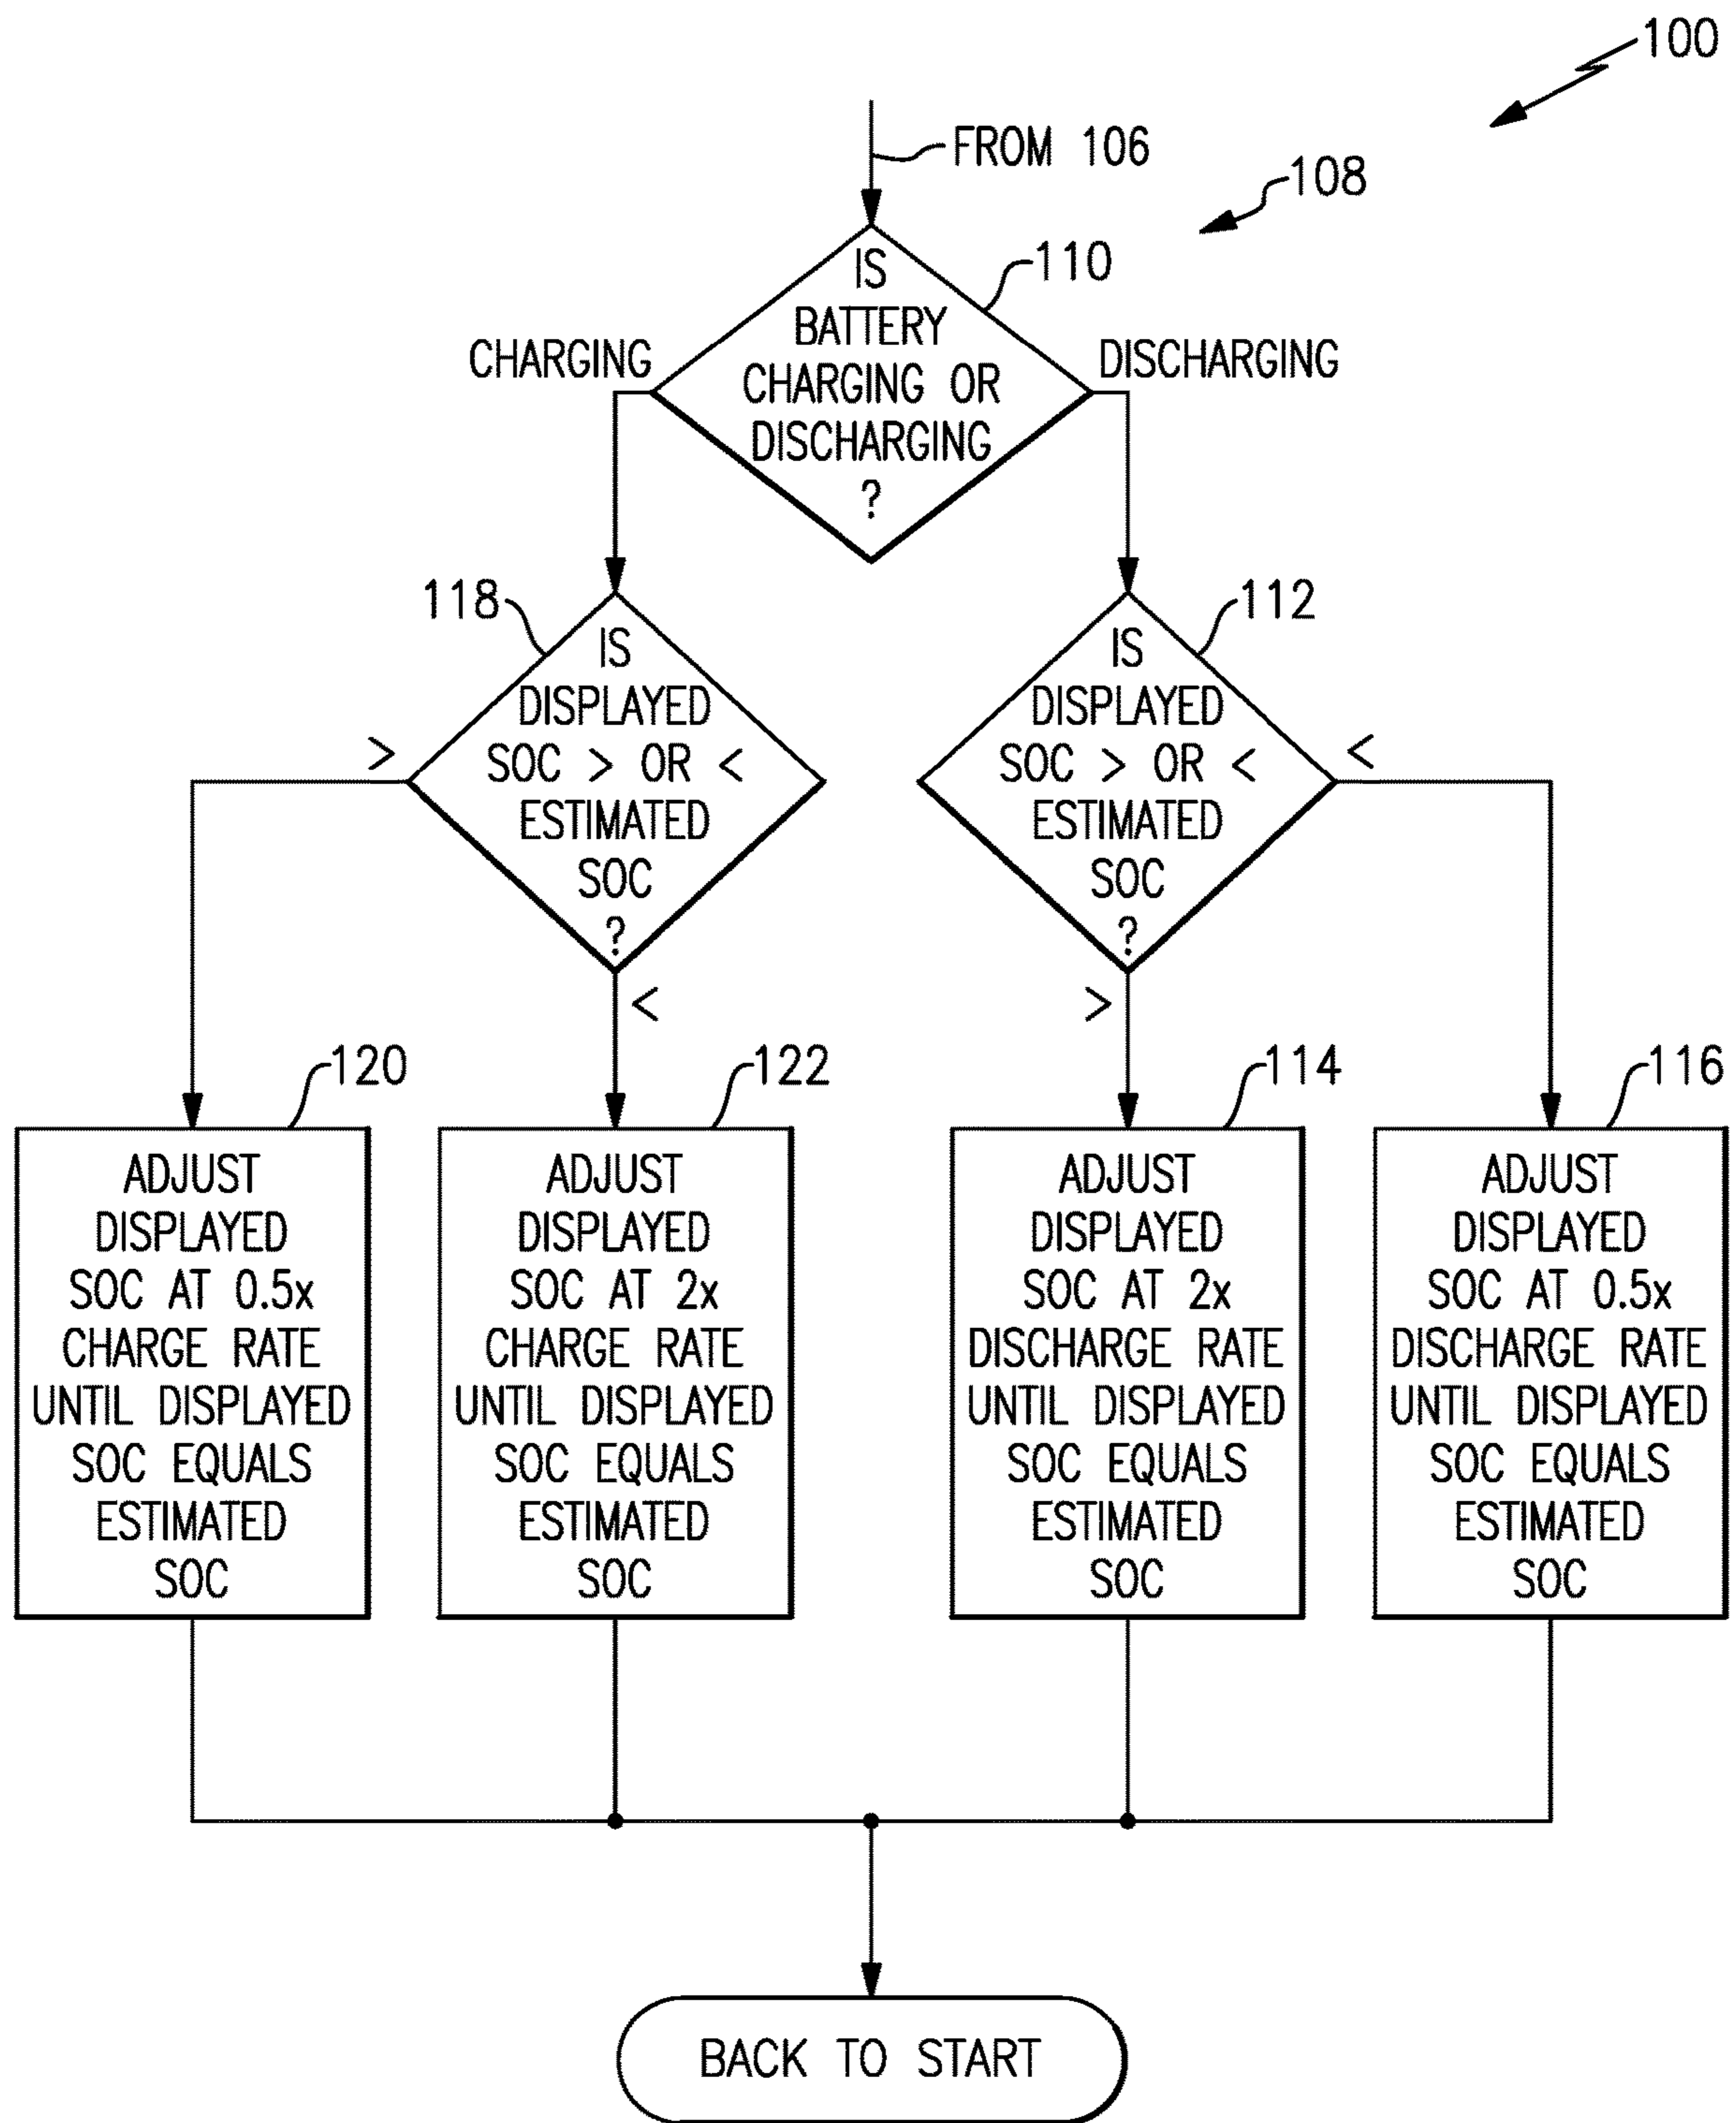 100
FROM 106
108
110
IS
BATTERY
CHARGING OR
DISCHARGING
?
CHARGING
DISCHARGING
118
IS
DISPLAYED
SOC > OR <
ESTIMATED
SOC
?
>
<
112
IS
DISPLAYED
SOC > OR <
ESTIMATED
SOC
?
<
>
120
ADJUST
DISPLAYED
SOC AT 0.5x
CHARGE RATE
UNTIL DISPLAYED
SOC EQUALS
ESTIMATED
SOC
122
ADJUST
DISPLAYED
SOC AT 2x
CHARGE RATE
UNTIL DISPLAYED
SOC EQUALS
ESTIMATED
SOC
114
ADJUST
DISPLAYED
SOC AT 2x
DISCHARGE RATE
UNTIL DISPLAYED
SOC EQUALS
ESTIMATED
SOC
116
ADJUST
DISPLAYED
SOC AT 0.5x
DISCHARGE RATE
UNTIL DISPLAYED
SOC EQUALS
ESTIMATED
SOC
BACK TO START